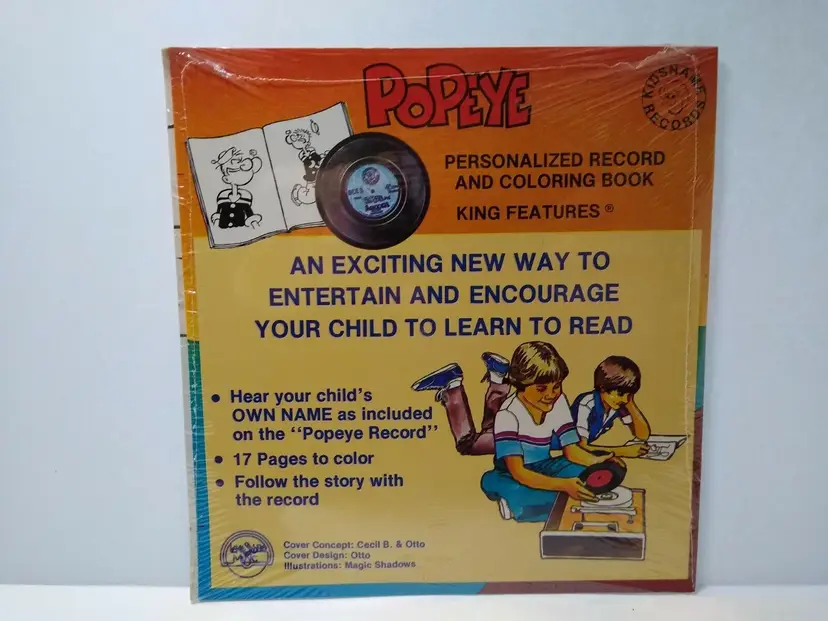 POPEYE
KIDSNAME RECORDS
PERSONALIZED RECORD
AND COLORING BOOK
KING FEATURES ®
AN EXCITING NEW WAY TO
ENTERTAIN AND ENCOURAGE
YOUR CHILD TO LEARN TO READ
• Hear your child's
OWN NAME as included
on the "Popeye Record"
• 17 Pages to color
• Follow the story with
the record
Cover Concept: Cecil B. & Otto
Cover Design: Otto
Illustrations: Magic Shadows